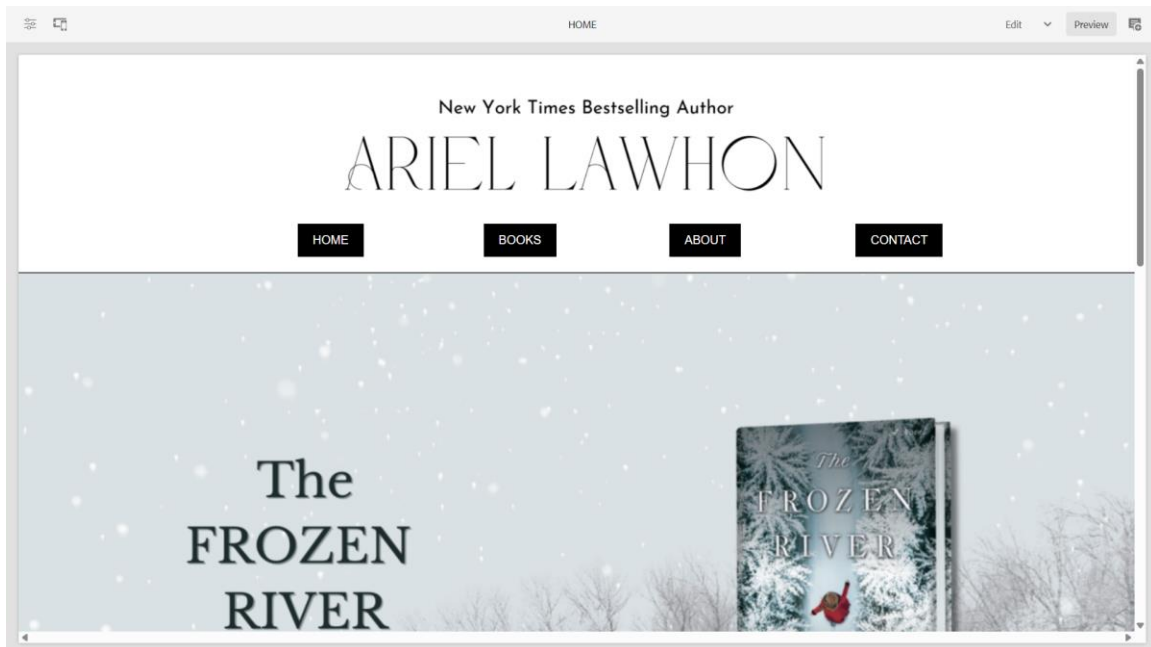 HOME
Edit
Preview
New York Times Bestselling Author
ARIEL LAWHON
HOME BOOKS ABOUT CONTACT
The
FROZEN
RIVER
The
FROZEN
RIVER